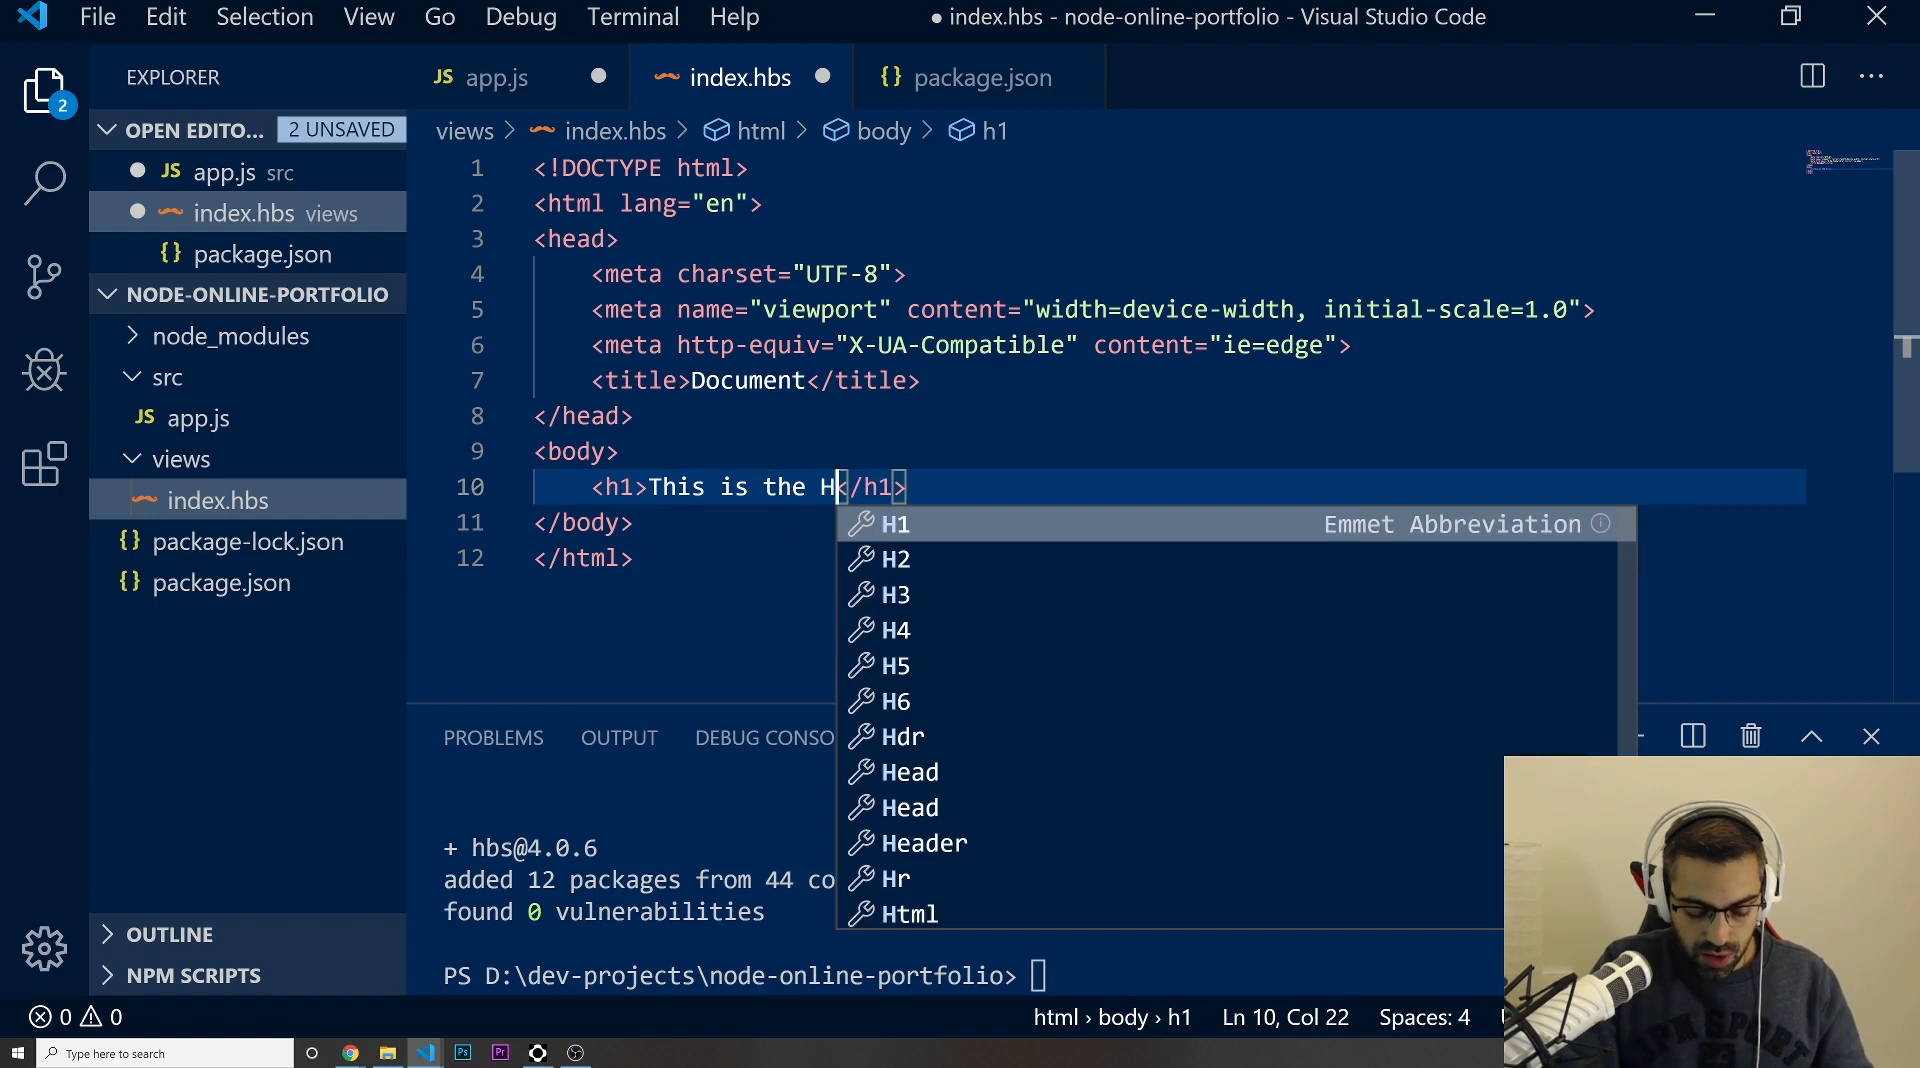 File Edit Selection View Go Debug Terminal Help
● index.hbs - node-online-portfolio - Visual Studio Code
EXPLORER
2
OPEN EDITO... 2 UNSAVED
JS app.js src
index.hbs views
{} package.json
NODE-ONLINE-PORTFOLIO
node_modules
src
JS app.js
views
index.hbs
{} package-lock.json
{} package.json
OUTLINE
NPM SCRIPTS
JS app.js
index.hbs
{} package.json
views > index.hbs > html > body > h1
1 <!DOCTYPE html>
2 <html lang="en">
3 <head>
4 <meta charset="UTF-8">
5 <meta name="viewport" content="width=device-width, initial-scale=1.0">
6 <meta http-equiv="X-UA-Compatible" content="ie=edge">
7 <title>Document</title>
8 </head>
9 <body>
10 <h1>This is the H</h1>
11 </body>
12 </html>
H1 Emmet Abbreviation
H2
H3
H4
H5
H6
Hdr
Head
Head
Header
Hr
Html
PROBLEMS OUTPUT DEBUG CONSO
+ hbs@4.0.6
added 12 packages from 44 co
found 0 vulnerabilities
PS D:\dev-projects\node-online-portfolio>
0 0
html › body › h1 Ln 10, Col 22 Spaces: 4
Type here to search
Ps
Pr